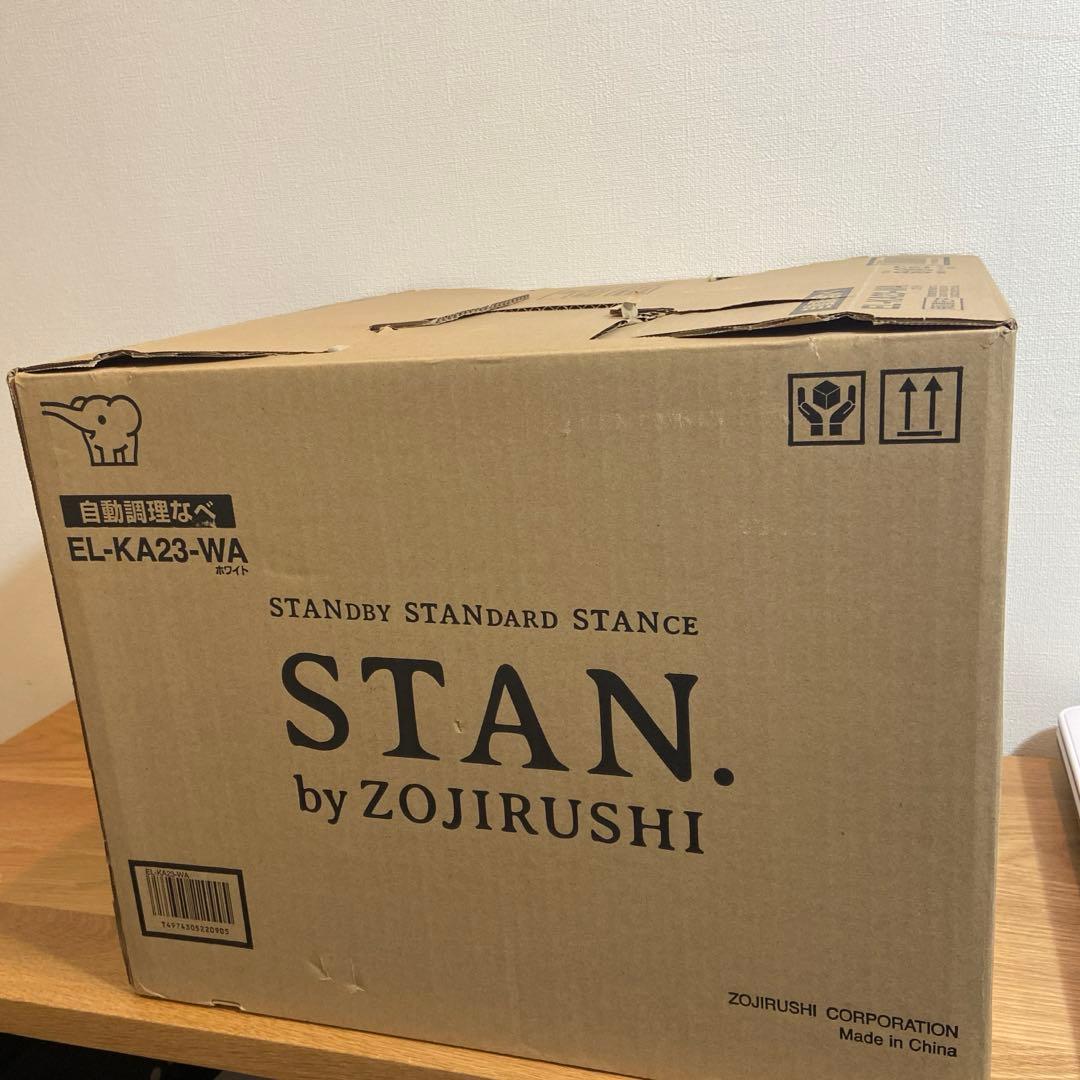 自動調理なべ
EL-KA23-WA
ホワイト
STANDBY STANDARD STANCE
STAN.
by ZOJIRUSHI
EL-KA23-WA
T4974305220905
ZOJIRUSHI CORPORATION
Made in China